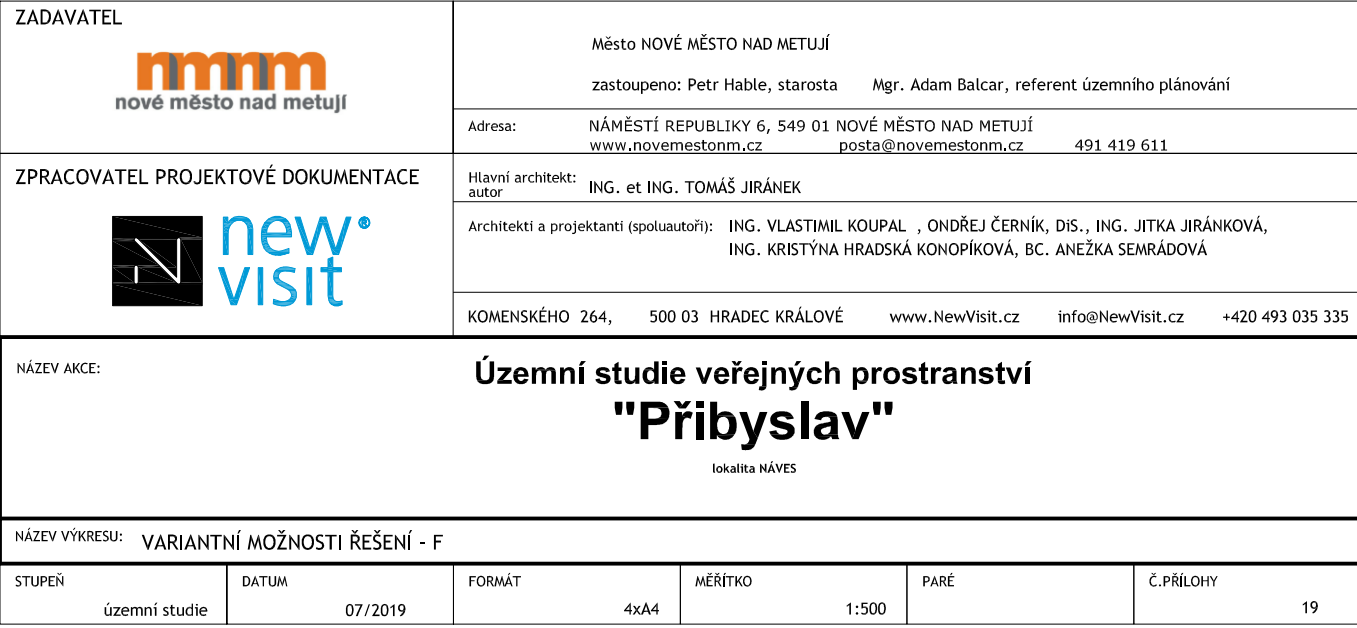 ZADAVATEL
nmnm
nové město nad metují
Město NOVÉ MĚSTO NAD METUJÍ
zastoupeno: Petr Hable, starosta Mgr. Adam Balcar, referent územního plánování
Adresa: NÁMĚSTÍ REPUBLIKY 6, 549 01 NOVÉ MĚSTO NAD METUJÍ
www.novemestonm.cz posta@novemestonm.cz 491 419 611
ZPRACOVATEL PROJEKTOVÉ DOKUMENTACE
N new®
visit
Hlavní architekt:
autor ING. et ING. TOMÁŠ JIRÁNEK
Architekti a projektanti (spoluautoři): ING. VLASTIMIL KOUPAL , ONDŘEJ ČERNÍK, DiS., ING. JITKA JIRÁNKOVÁ,
ING. KRISTÝNA HRADSKÁ KONOPÍKOVÁ, BC. ANEŽKA SEMRÁDOVÁ
KOMENSKÉHO 264, 500 03 HRADEC KRÁLOVÉ www.NewVisit.cz info@NewVisit.cz +420 493 035 335
NÁZEV AKCE:
Územní studie veřejných prostranství
"Přibyslav"
lokalita NÁVES
NÁZEV VÝKRESU: VARIANTNÍ MOŽNOSTI ŘEŠENÍ - F
STUPEŇ DATUM FORMÁT MĚŘÍTKO PARÉ Č.PŘÍLOHY
územní studie 07/2019 4xA4 1:500 19